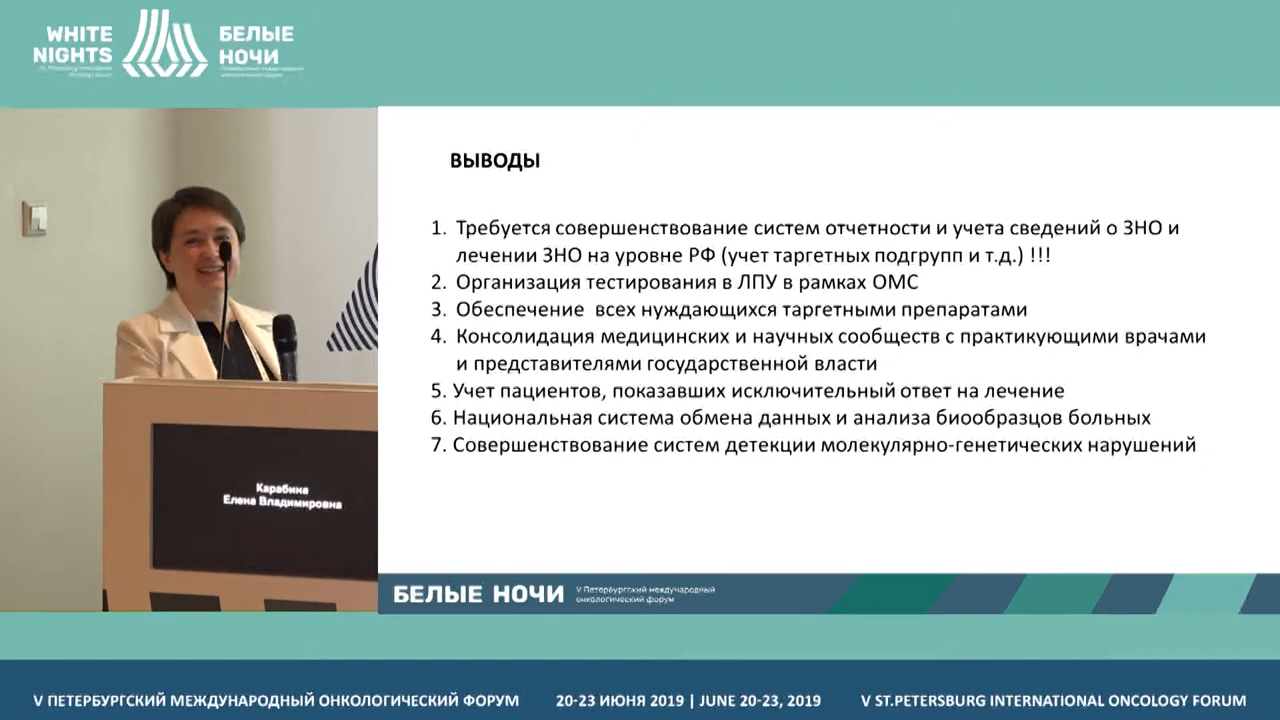 WHITE
NIGHTS
БЕЛЫЕ
НОЧИ
ВЫВОДЫ
1. Требуется совершенствование систем отчетности и учета сведений о ЗНО и
лечении ЗНО на уровне РФ (учет таргетных подгрупп и т.д.) !!!
2. Организация тестирования в ЛПУ в рамках ОМС
3. Обеспечение всех нуждающихся таргетными препаратами
4. Консолидация медицинских и научных сообществ с практикующими врачами
и представителями государственной власти
5. Учет пациентов, показавших исключительный ответ на лечение
6. Национальная система обмена данных и анализа биообразцов больных
7. Совершенствование систем детекции молекулярно-генетических нарушений
Карабина
Елена Владимировна
БЕЛЫЕ НОЧИ
V Петербургский международный
онкологический форум
V ПЕТЕРБУРГСКИЙ МЕЖДУНАРОДНЫЙ ОНКОЛОГИЧЕСКИЙ ФОРУМ
20-23 ИЮНЯ 2019 | JUNE 20-23, 2019
V ST.PETERSBURG INTERNATIONAL ONCOLOGY FORUM